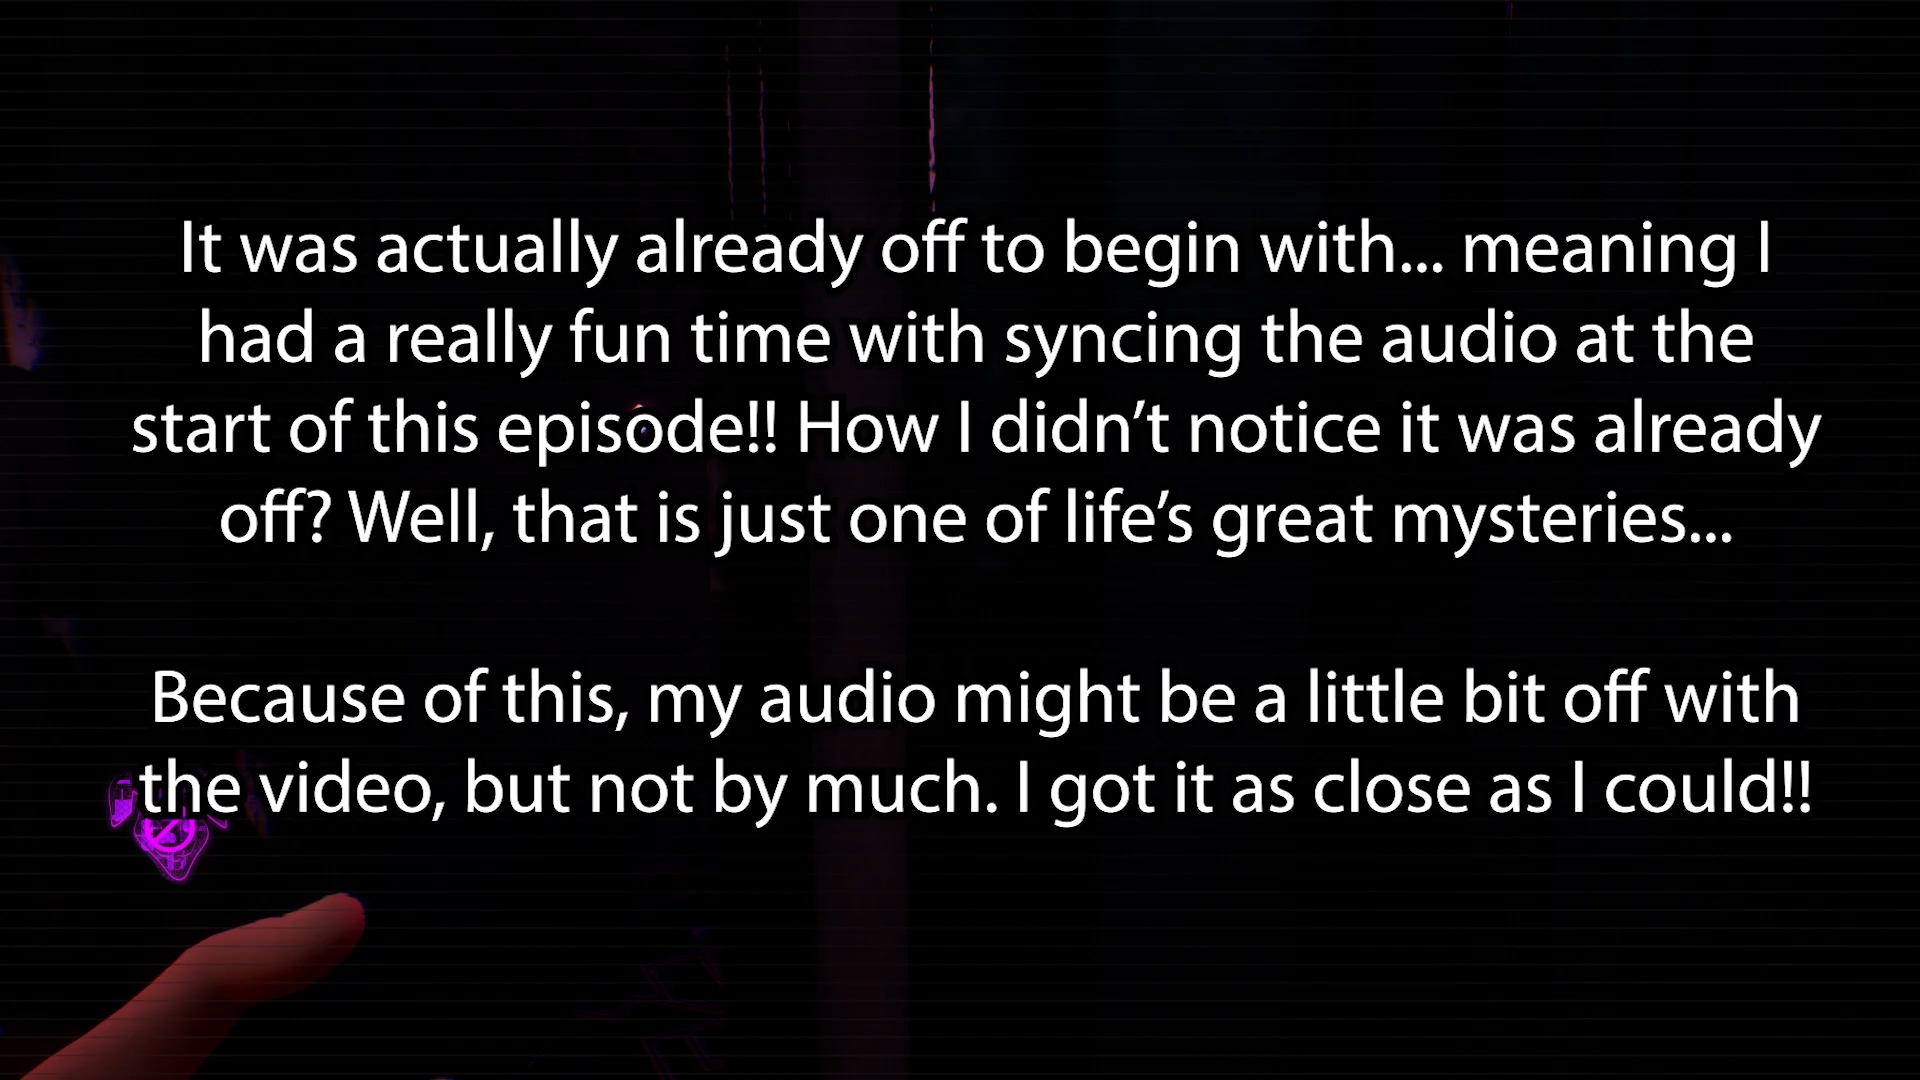 It was actually already off to begin with... meaning I
had a really fun time with syncing the audio at the
start of this episode!! How I didn’t notice it was already
off? Well, that is just one of life’s great mysteries...
Because of this, my audio might be a little bit off with
the video, but not by much. I got it as close as I could!!